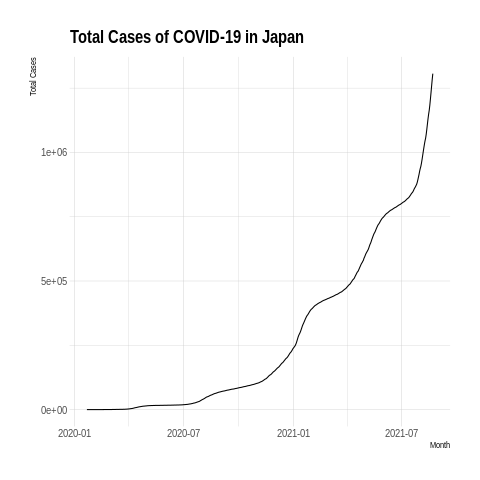 Total Cases of COVID-19 in Japan
Total Cases
1e+06
5e+05
0e+00
2020-01 2020-07 2021-01 2021-07
Month